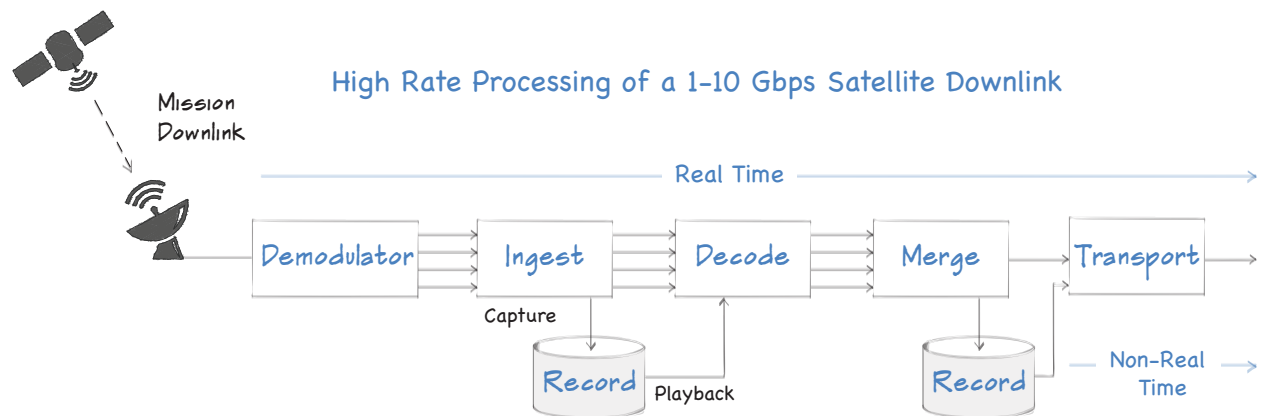 High Rate Processing of a 1-10 Gbps Satellite Downlink
Mission
Downlink
Real Time
Demodulator
Ingest
Decode
Merge
Transport
Capture
Record
Playback
Record
Non-Real
Time